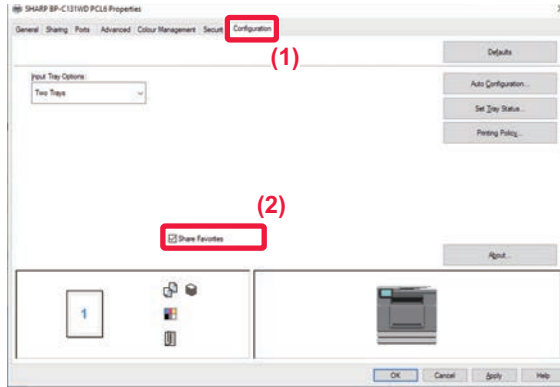 SHARP BP-C131WD PCL6 Properties
General Sharing Ports Advanced Colour Management Securit Configuration
(1)
Defaults
Input Tray Options:
Two Trays
Auto Configuration...
Set Tray Status...
Printing Policy...
(2)
Share Favorites
About...
1
OK Cancel Apply Help